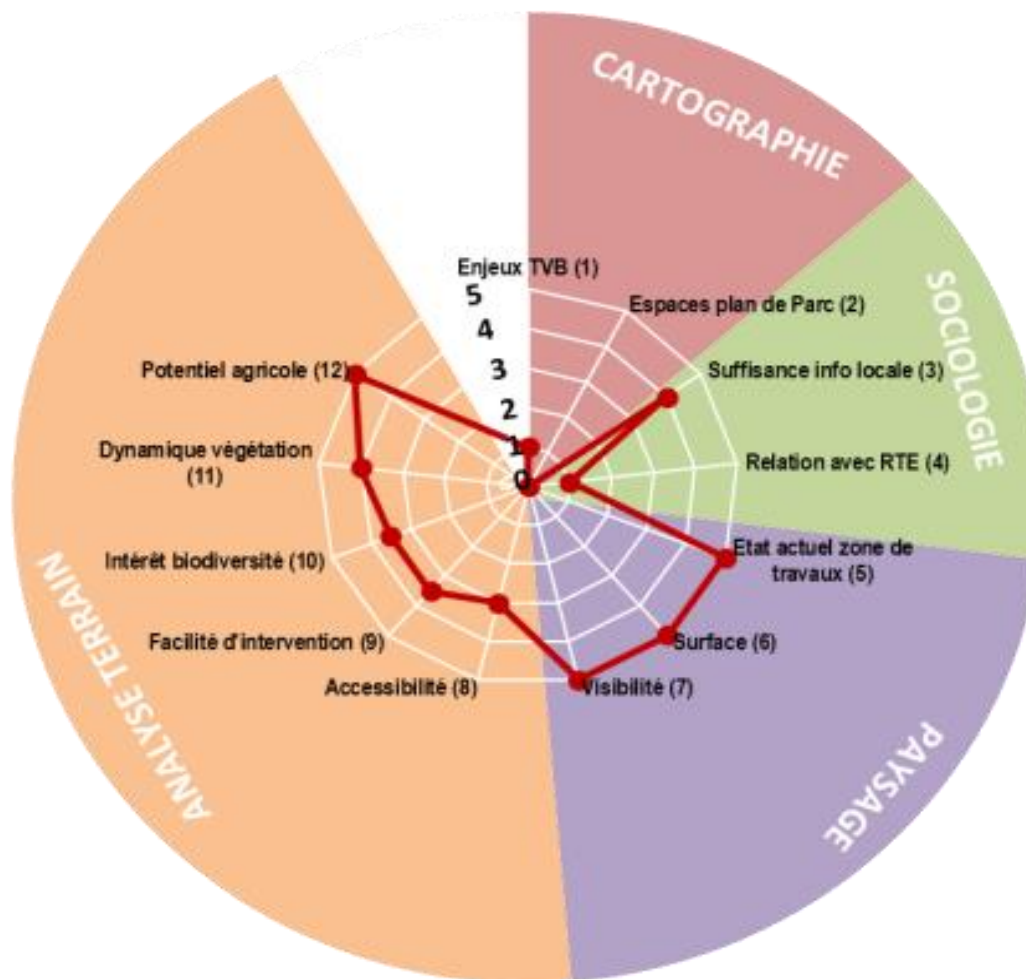 CARTOGRAPHIE
SOCIOLOGIE
PAYSAGE
ANALYSE TERRAIN
Enjeux TVB (1)
Espaces plan de Parc (2)
Suffisance info locale (3)
Relation avec RTE (4)
Etat actuel zone de
travaux (5)
Surface (6)
Visibilité (7)
Accessibilité (8)
Facilité d'intervention (9)
Intérêt biodiversité (10)
Dynamique végétation
(11)
Potentiel agricole (12)
5
4
3
2
1
0